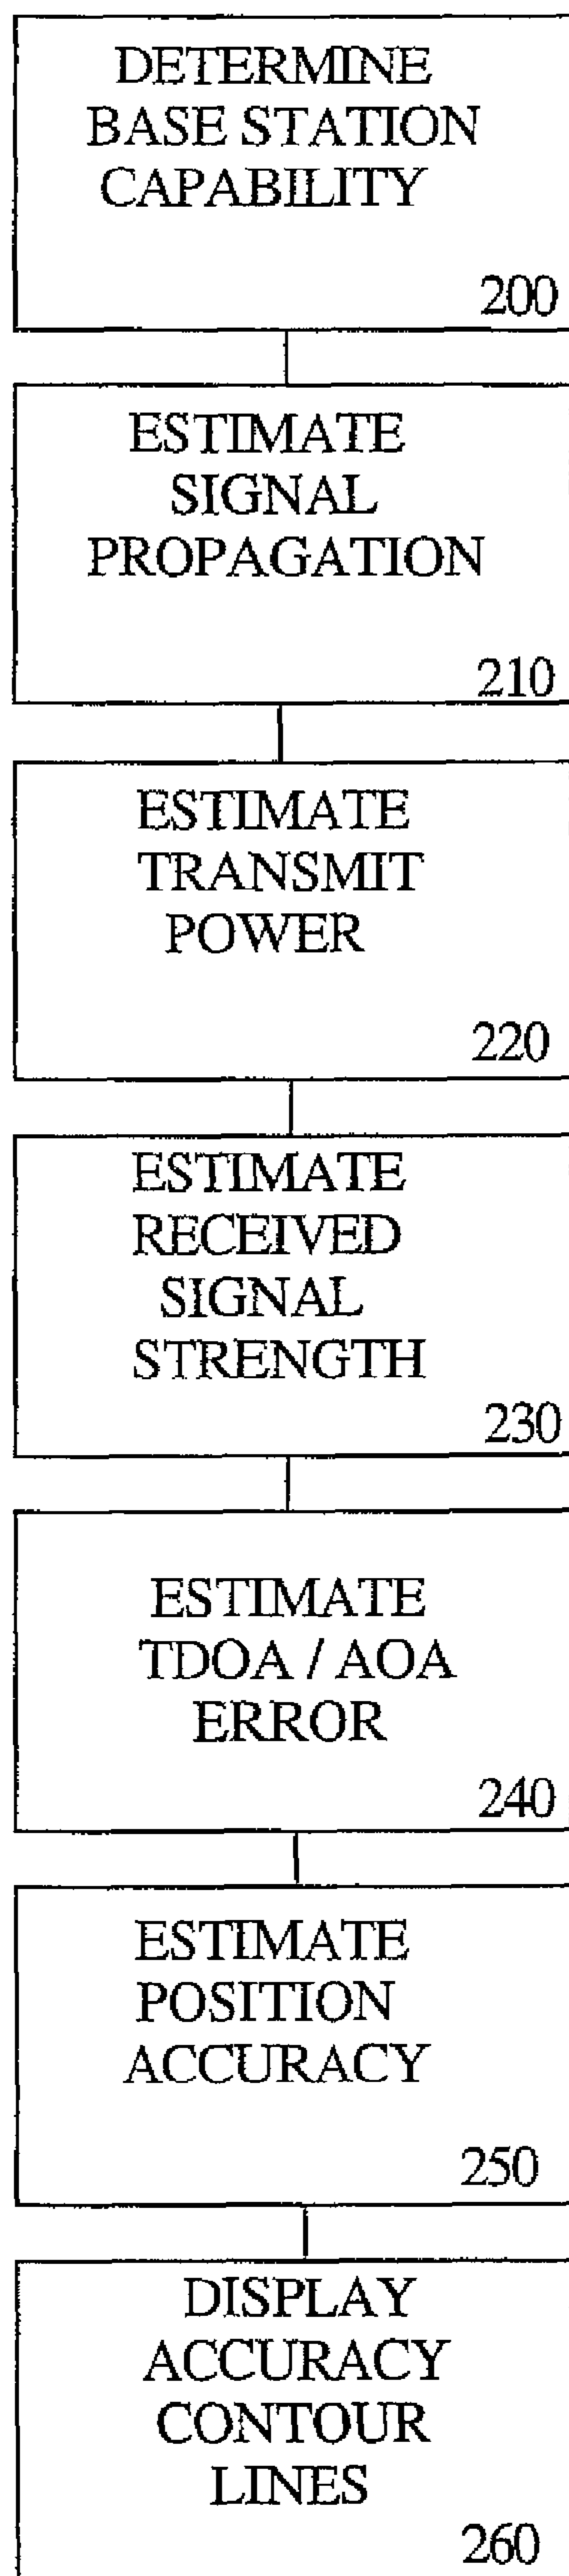 DETERMINE
BASE STATION
CAPABILITY
200
ESTIMATE
SIGNAL
PROPAGATION
210
ESTIMATE
TRANSMIT
POWER
220
ESTIMATE
RECEIVED
SIGNAL
STRENGTH
230
ESTIMATE
TDOA / AOA
ERROR
240
ESTIMATE
POSITION
ACCURACY
250
DISPLAY
ACCURACY
CONTOUR
LINES
260